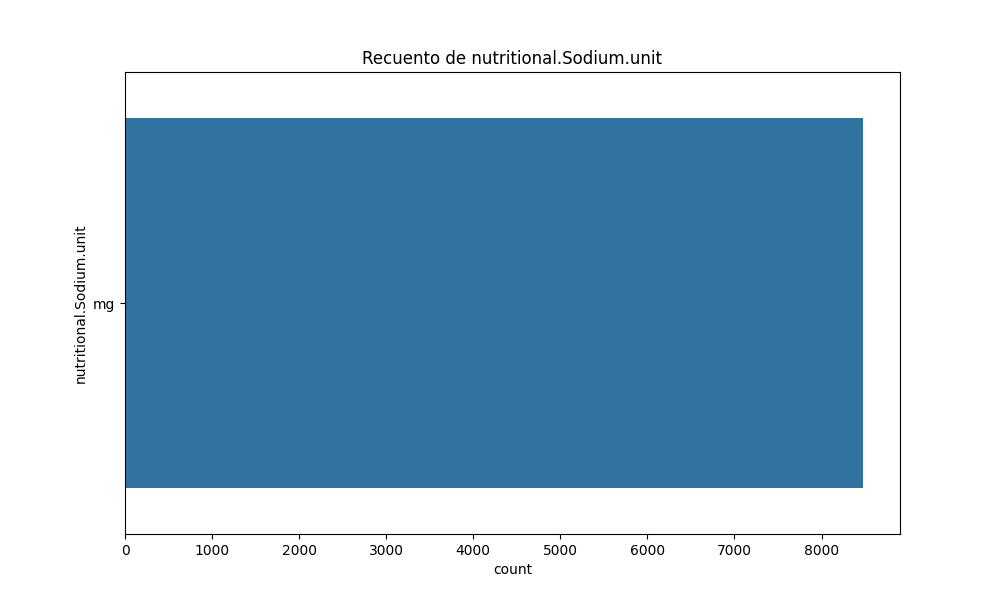 Recuento de nutritional.Sodium.unit
nutritional.Sodium.unit
mg
0 1000 2000 3000 4000 5000 6000 7000 8000
count